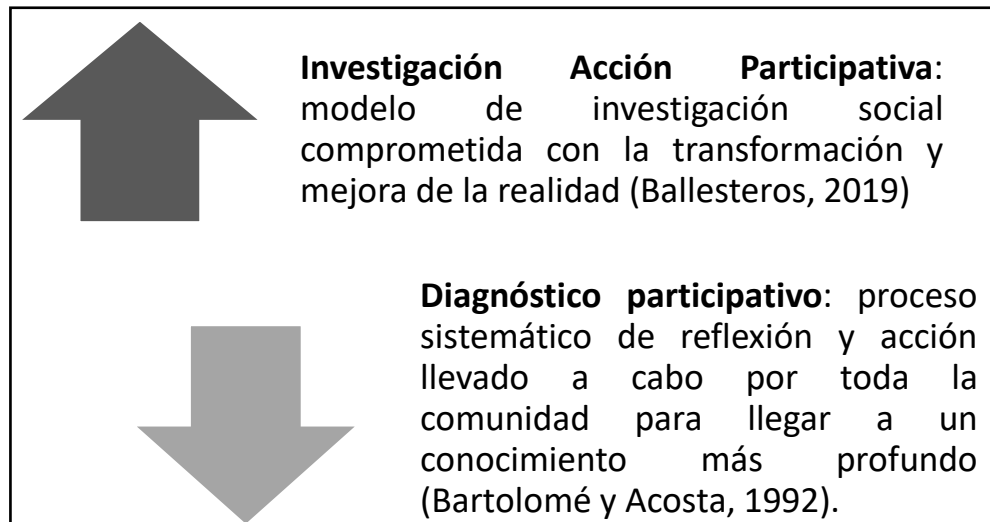 Investigación Acción Participativa:
modelo de investigación social
comprometida con la transformación y
mejora de la realidad (Ballesteros, 2019)
Diagnóstico participativo: proceso
sistemático de reflexión y acción
llevado a cabo por toda la
comunidad para llegar a un
conocimiento más profundo
(Bartolomé y Acosta, 1992).